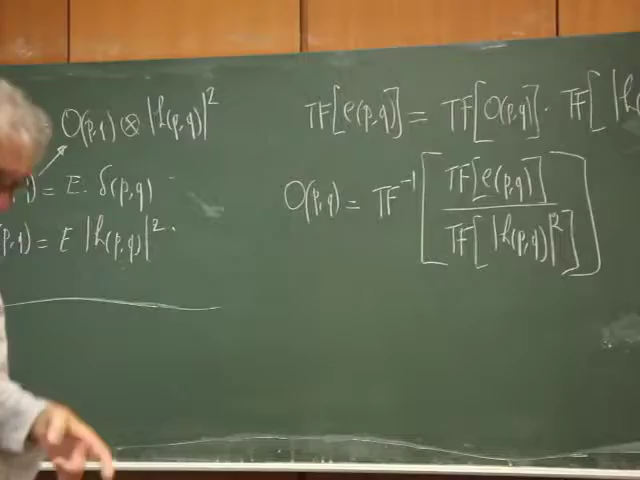 O(p,q) ⊗ |h(p,q)|²
) = E. δ(p,q)
(p,q) = E |h(p,q)|².
TF[e(p,q)] = TF[O(p,q)]. TF[|h(
O(p,q) = TF⁻¹ [ TF[e(p,q)] / TF[|h(p,q)|²] ]